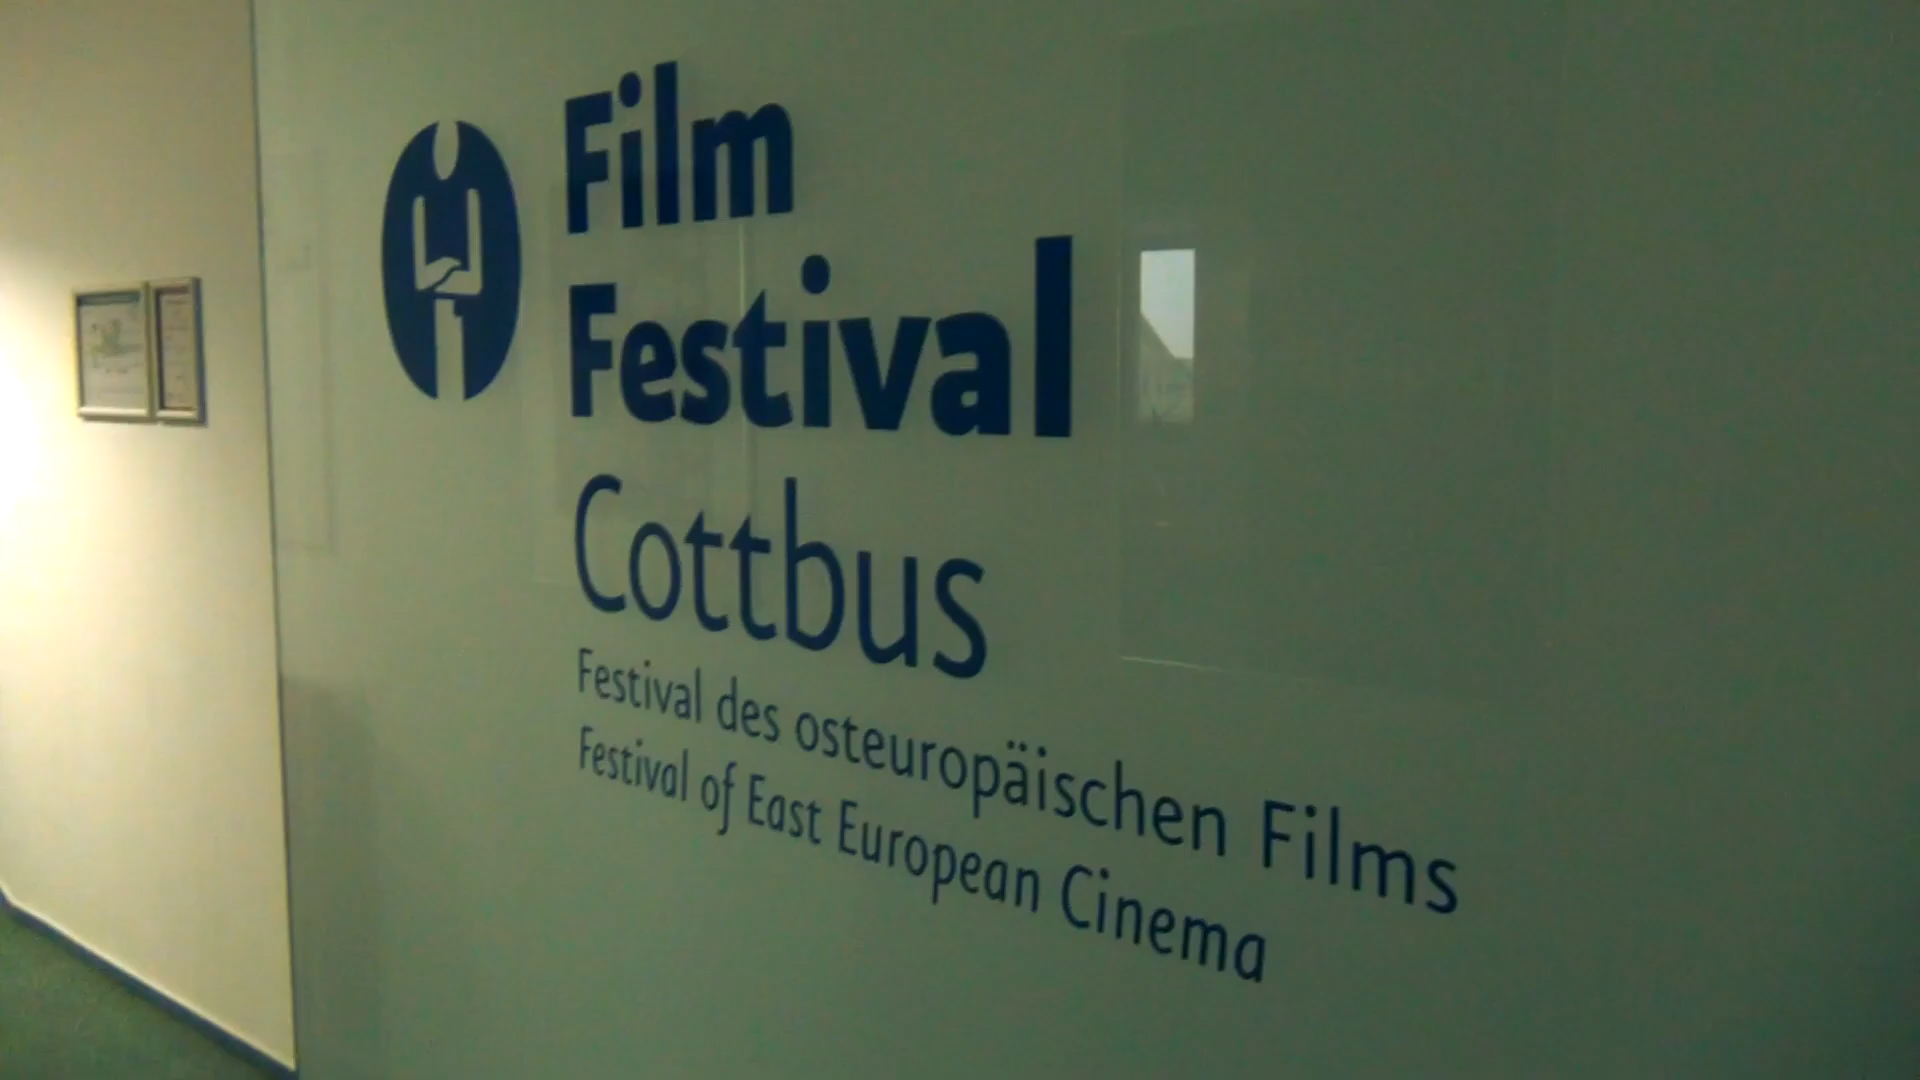 Film
Festival
Cottbus
Festival des osteuropäischen Films
Festival of East European Cinema